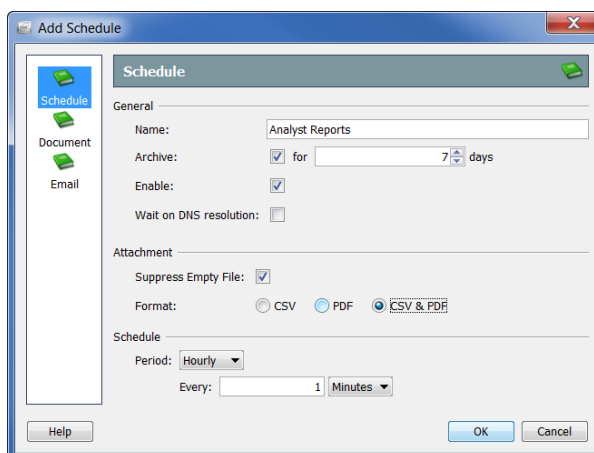 Add Schedule
Schedule
Document
Email
Schedule
General
Name: Analyst Reports
Archive: for 7 days
Enable:
Wait on DNS resolution:
Attachment
Suppress Empty File:
Format: CSV PDF CSV & PDF
Schedule
Period: Hourly
Every: 1 Minutes
Help OK Cancel